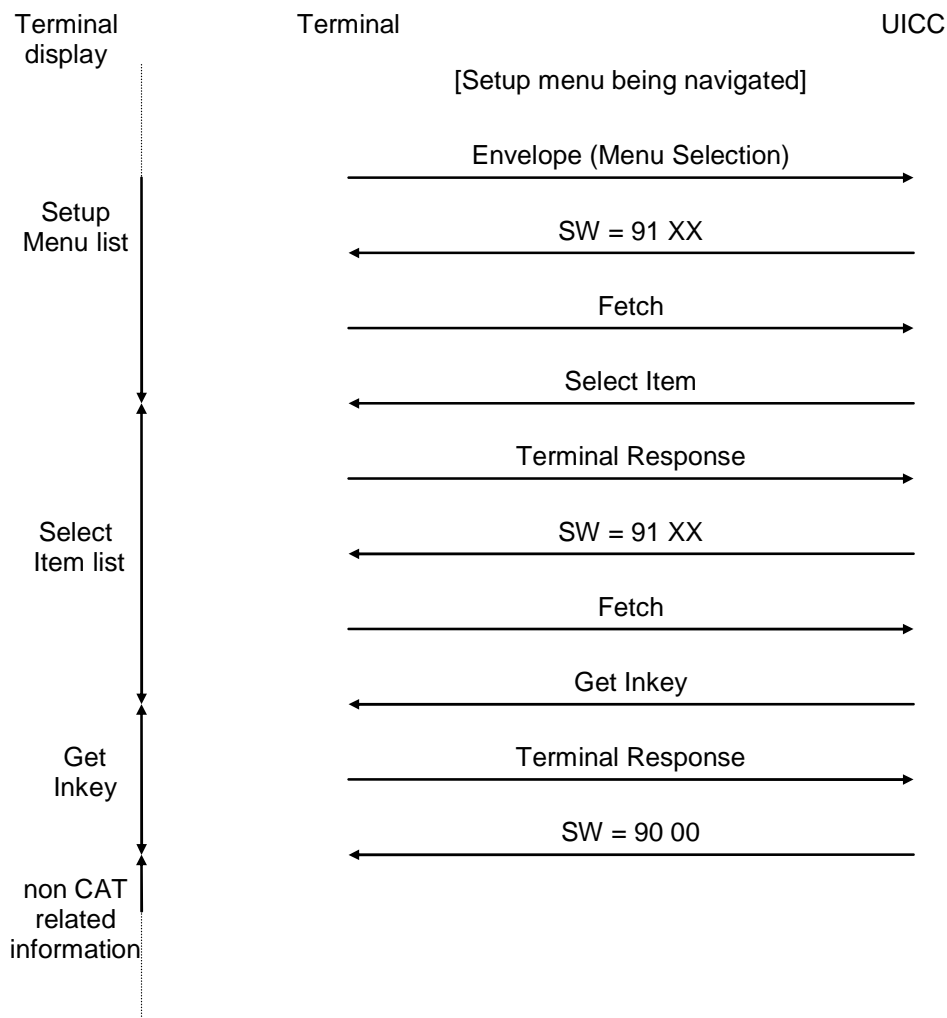 Terminal display
Terminal
UICC
[Setup menu being navigated]
Envelope (Menu Selection)
Setup
Menu list
SW = 91 XX
Fetch
Select Item
Terminal Response
Select
Item list
SW = 91 XX
Fetch
Get Inkey
Get
Inkey
Terminal Response
SW = 90 00
non CAT
related
information